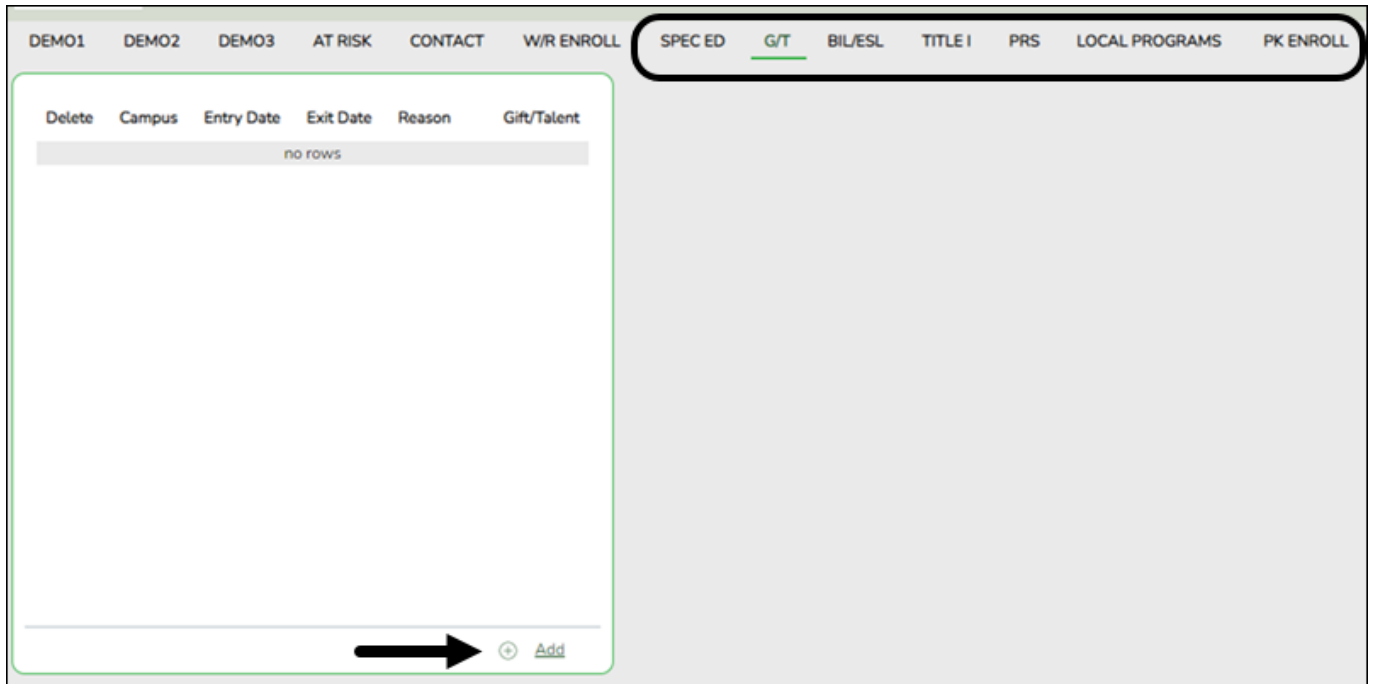 DEMO1 DEMO2 DEMO3 AT RISK CONTACT W/R ENROLL SPEC ED G/T BIL/ESL TITLE I PRS LOCAL PROGRAMS PK ENROLL
Delete Campus Entry Date Exit Date Reason Gift/Talent
no rows
Add